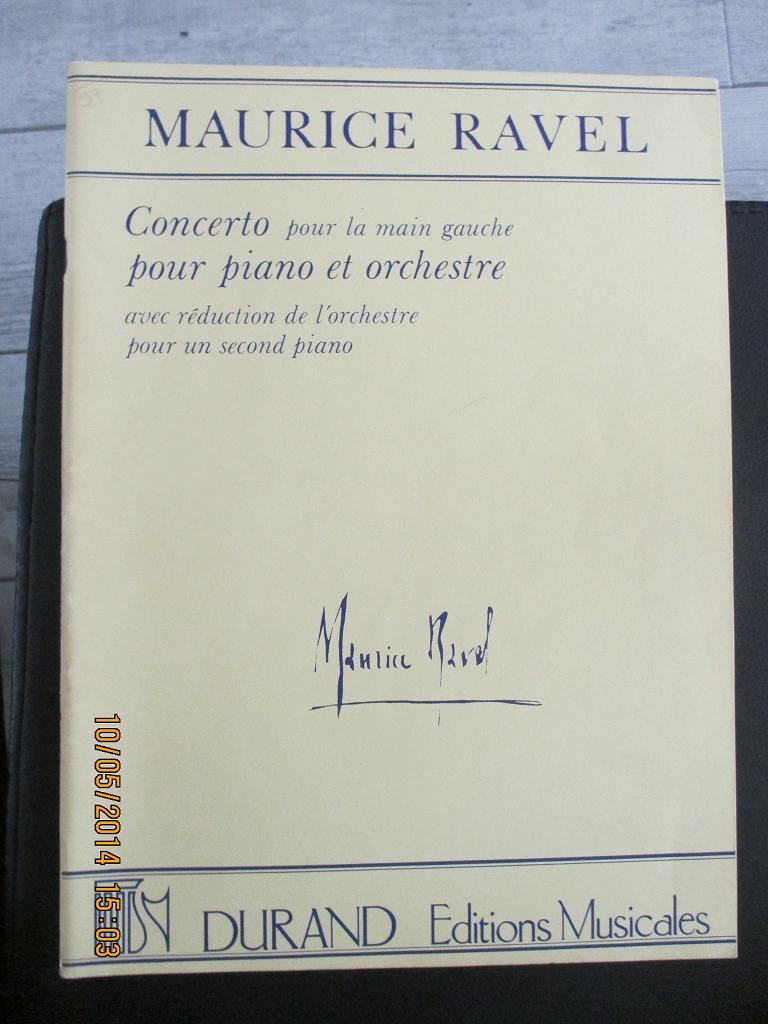 MAURICE RAVEL
Concerto pour la main gauche
pour piano et orchestre
avec réduction de l'orchestre
pour un second piano
Maurice Ravel
DURAND Editions Musicales
10/05/2014 15:03